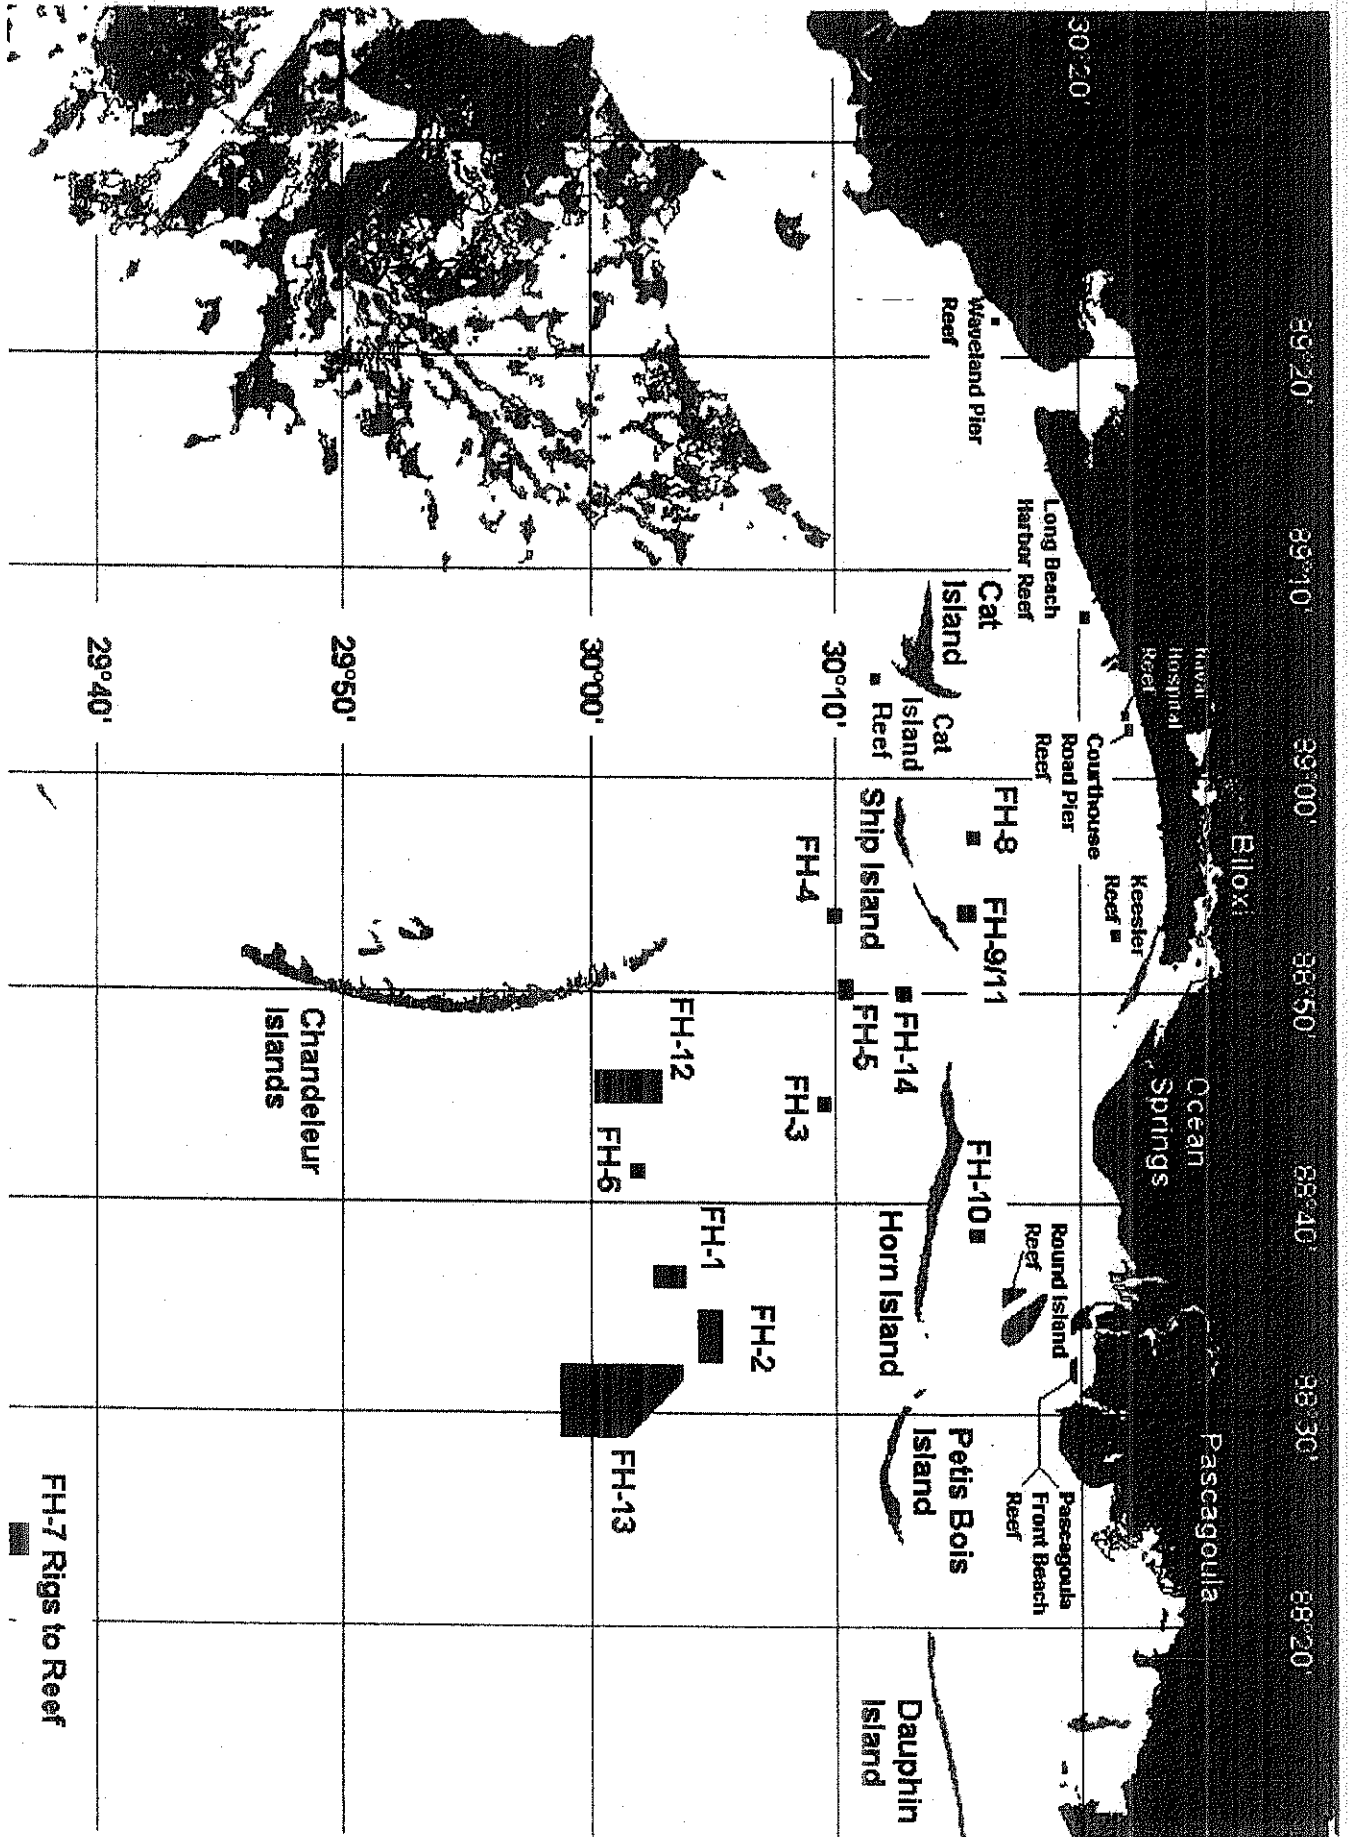 89°20'
89°10'
89°00'
88°50'
88°40'
88°30'
88°20'
30°20'
Biloxi
Ocean
Springs
Pascagoula
Naval
Hospital
Reef
Keesler
Reef
Courthouse
Road Pier
Reef
Long Beach
Harbor Reef
Waveland Pier
Reef
Round Island
Reef
Pascagoula
Front Beach
Reef
Cat
Island
Cat
Island
Reef
FH-8
FH-9/11
FH-10
Ship Island
FH-14
Horn Island
Petis Bois
Island
Dauphin
Island
30°10'
FH-4
FH-5
FH-3
FH-2
FH-1
FH-12
FH-6
FH-13
30°00'
Chandeleur
Islands
29°50'
29°40'
FH-7 Rigs to Reef